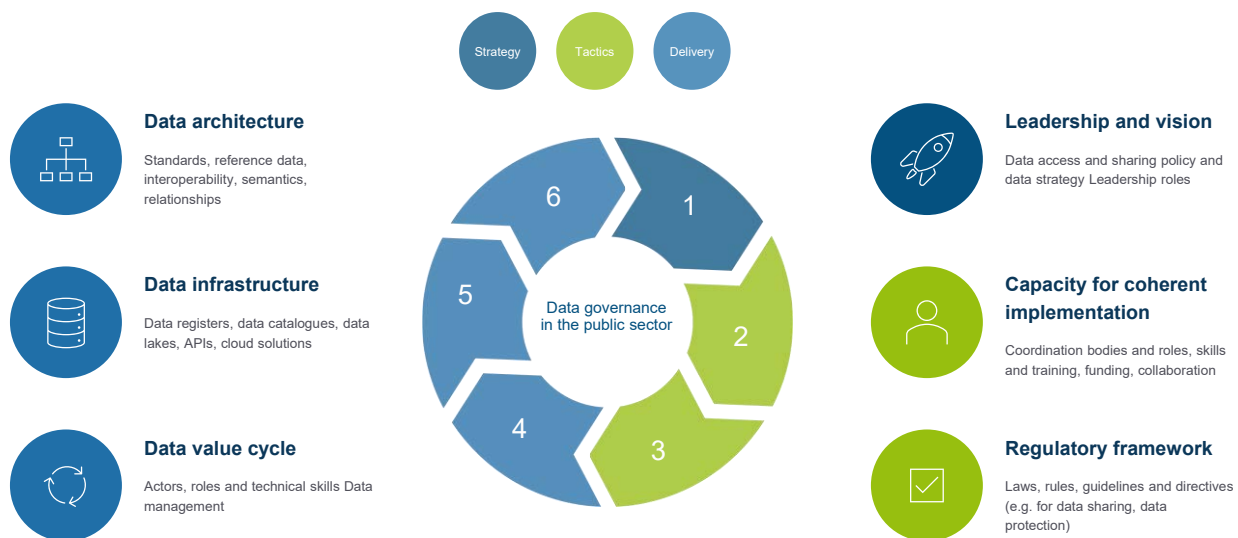 Strategy
Tactics
Delivery
Data architecture
Standards, reference data,
interoperability, semantics,
relationships
Data infrastructure
Data registers, data catalogues, data
lakes, APIs, cloud solutions
Data value cycle
Actors, roles and technical skills Data
management
6
1
5
2
4
3
Data governance
in the public sector
Leadership and vision
Data access and sharing policy and
data strategy Leadership roles
Capacity for coherent
implementation
Coordination bodies and roles, skills
and training, funding, collaboration
Regulatory framework
Laws, rules, guidelines and directives
(e.g. for data sharing, data
protection)